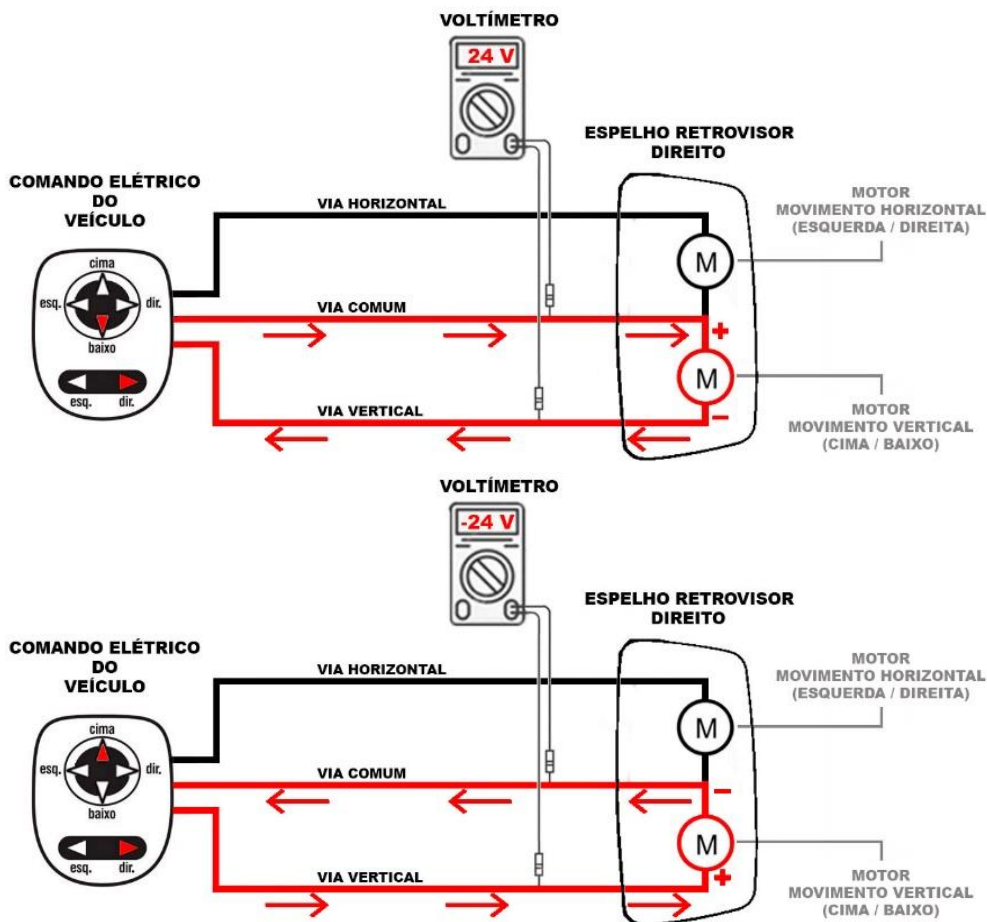 VOLTÍMETRO
24 V
ESPELHO RETROVISOR
DIREITO
COMANDO ELÉTRICO
DO
VEÍCULO
VIA HORIZONTAL
MOTOR
MOVIMENTO HORIZONTAL
(ESQUERDA / DIREITA)
M
cima
esq.
dir.
baixo
VIA COMUM
+
M
esq.
dir.
VIA VERTICAL
-
MOTOR
MOVIMENTO VERTICAL
(CIMA / BAIXO)
VOLTÍMETRO
-24 V
ESPELHO RETROVISOR
DIREITO
COMANDO ELÉTRICO
DO
VEÍCULO
VIA HORIZONTAL
MOTOR
MOVIMENTO HORIZONTAL
(ESQUERDA / DIREITA)
M
cima
esq.
dir.
baixo
VIA COMUM
-
M
esq.
dir.
VIA VERTICAL
+
MOTOR
MOVIMENTO VERTICAL
(CIMA / BAIXO)